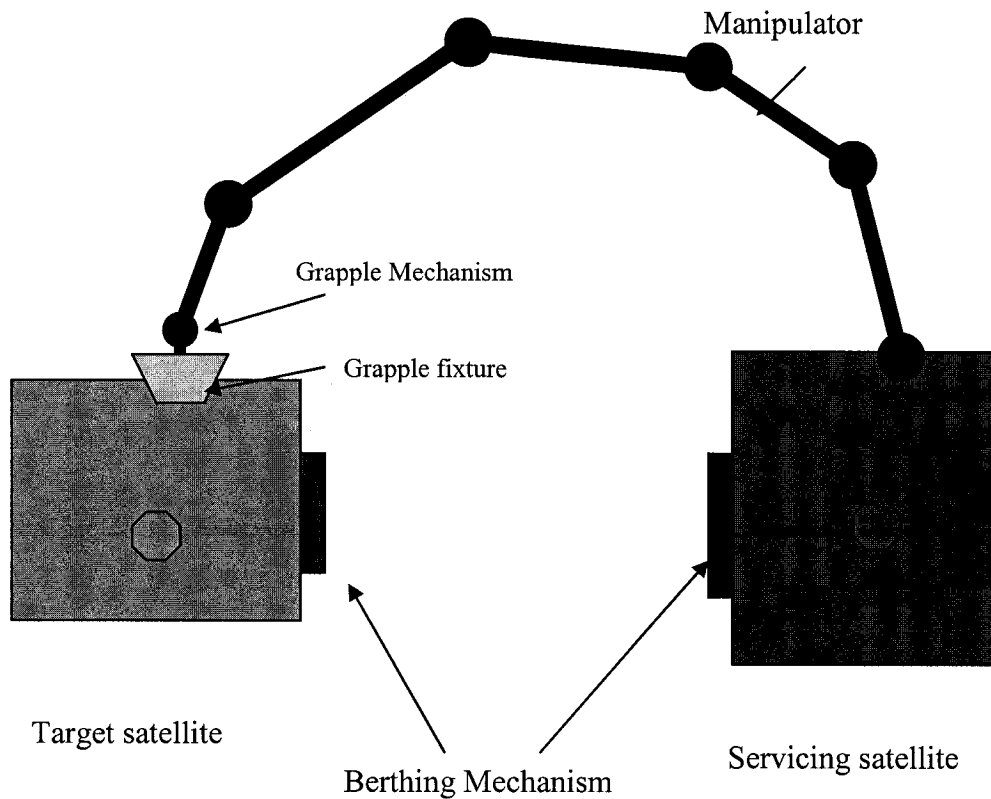 Manipulator
Grapple Mechanism
Grapple fixture
Target satellite
Servicing satellite
Berthing Mechanism